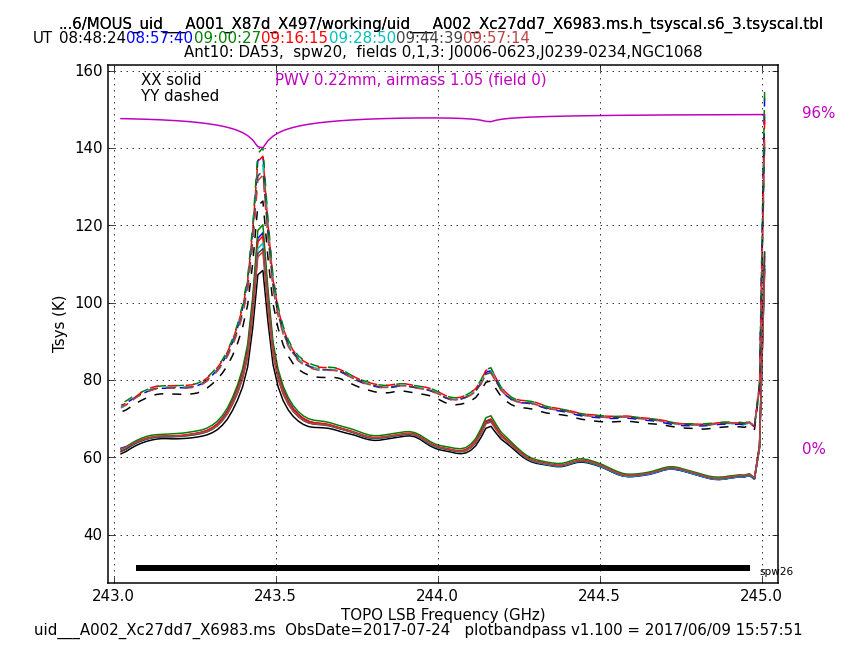 ...6/MOUS_uid___A001_X87d_X497/working/uid___A002_Xc27dd7_X6983.ms.h_tsyscal.s6_3.tsyscal.tbl
UT 08:48:24 08:57:40 09:00:27 09:16:15 09:28:50 09:44:39 09:57:14
Ant10: DA53,  spw20,  fields 0,1,3: J0006-0623,J0239-0234,NGC1068
XX solid
YY dashed
PWV 0.22mm, airmass 1.05 (field 0)
96%
0%
Tsys (K)
160
140
120
100
80
60
40
spw26
243.0 243.5 244.0 244.5 245.0
TOPO LSB Frequency (GHz)
uid___A002_Xc27dd7_X6983.ms  ObsDate=2017-07-24   plotbandpass v1.100 = 2017/06/09 15:57:51